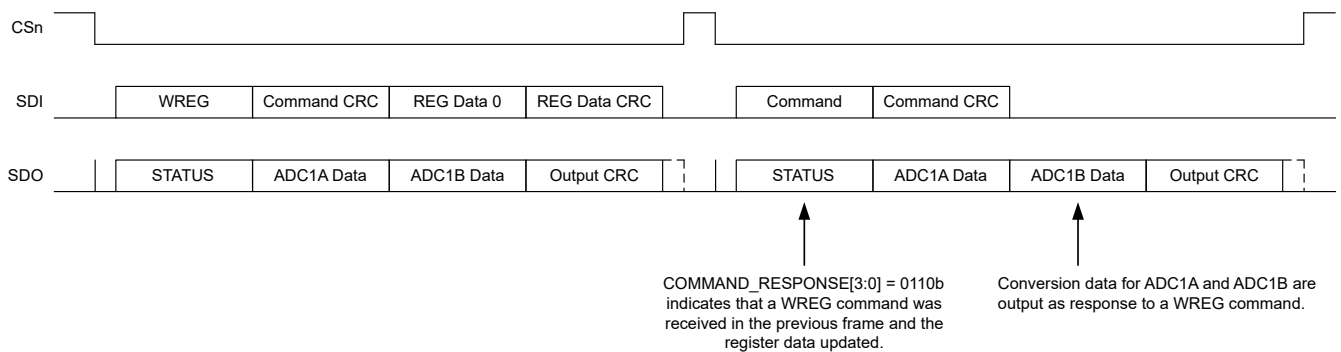 CSn
SDI
WREG Command CRC REG Data 0 REG Data CRC Command Command CRC
SDO
STATUS ADC1A Data ADC1B Data Output CRC STATUS ADC1A Data ADC1B Data Output CRC
COMMAND_RESPONSE[3:0] = 0110b
indicates that a WREG command was
received in the previous frame and the
register data updated.
Conversion data for ADC1A and ADC1B are
output as response to a WREG command.